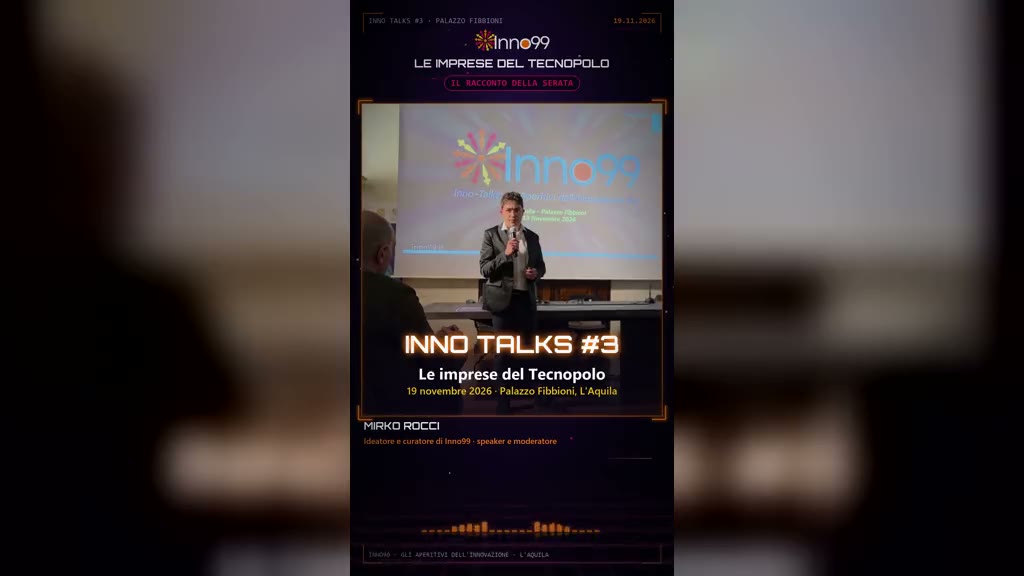 INNO TALKS #3 · PALAZZO FIBBIONI
19.11.2026
Inno99
LE IMPRESE DEL TECNOPOLO
IL RACCONTO DELLA SERATA
Inno99
Palazzo Fibbioni
Novembre 2026
INNO TALKS #3
Le imprese del Tecnopolo
19 novembre 2026 · Palazzo Fibbioni, L'Aquila
MIRKO ROCCI
Ideatore e curatore di Inno99 · speaker e moderatore
INNO99 · GLI APERITIVI DELL'INNOVAZIONE · L'AQUILA